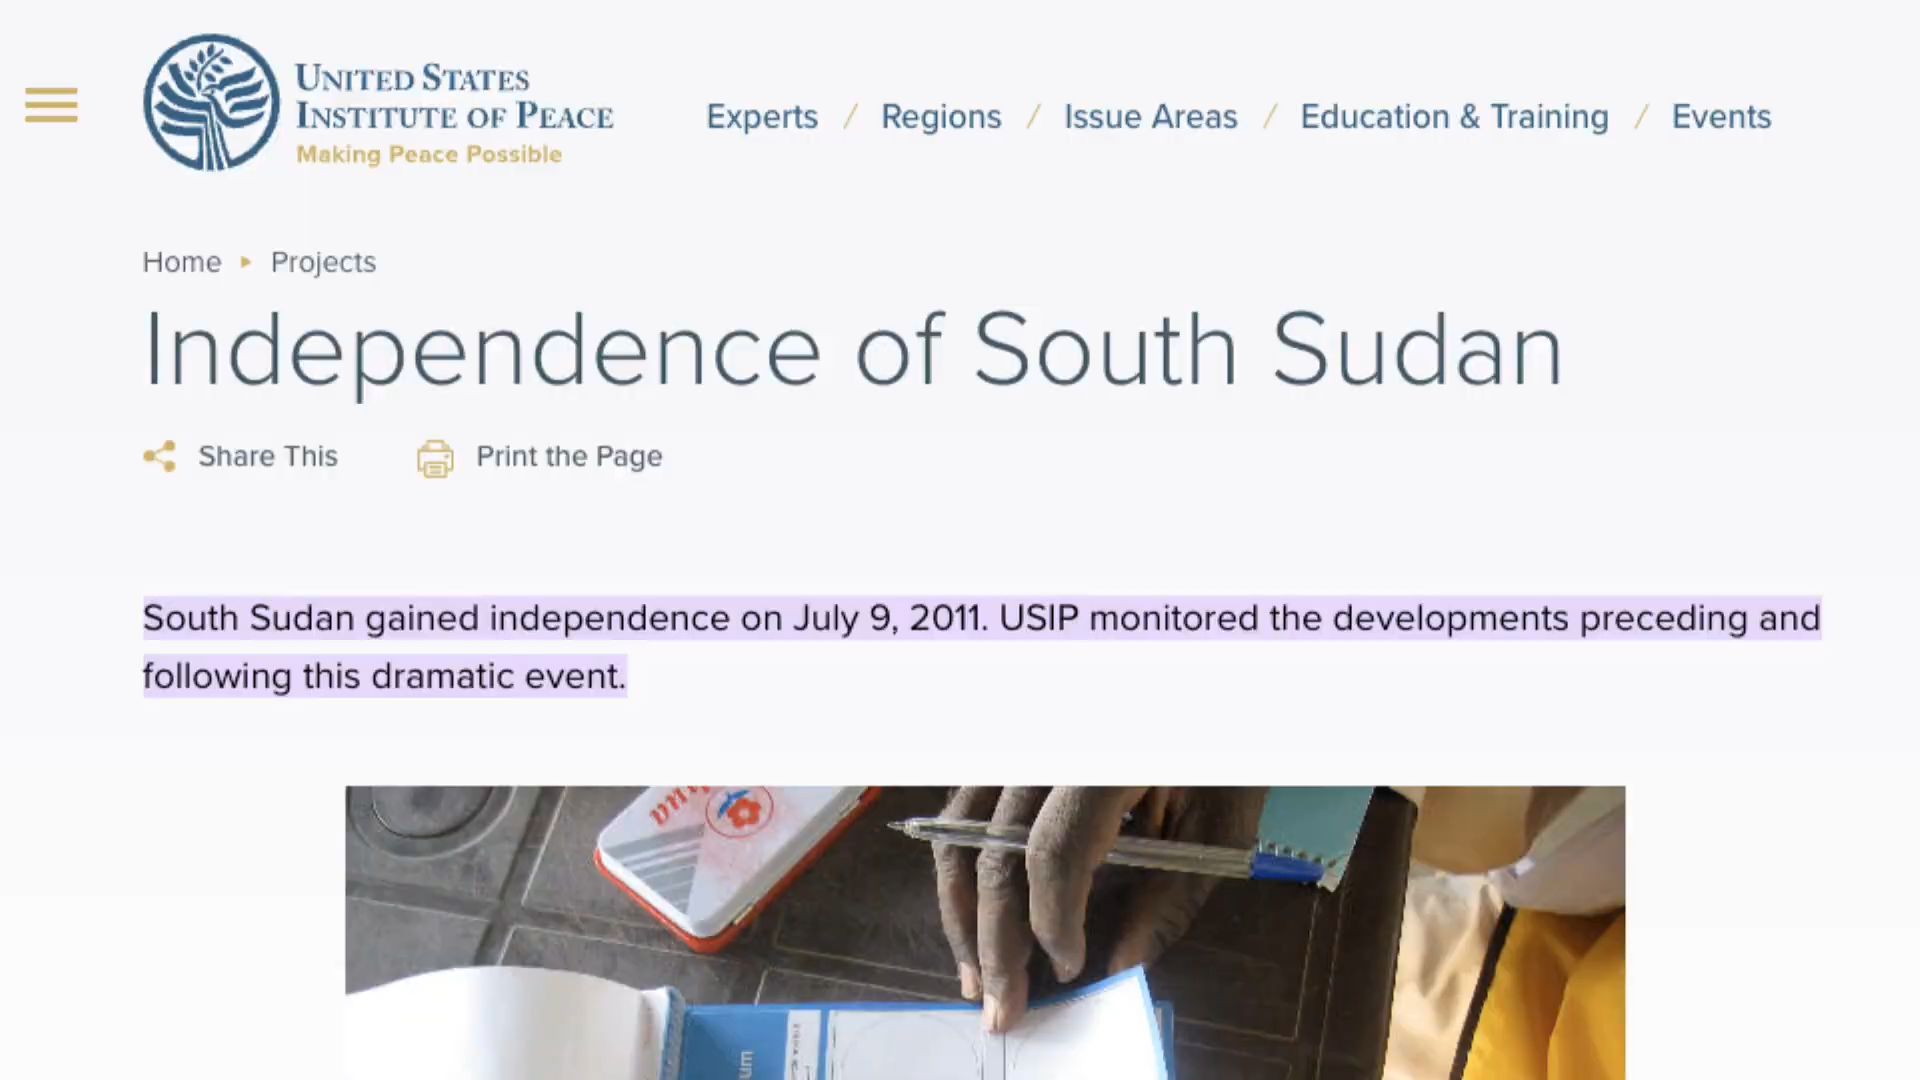 UNITED STATES
INSTITUTE OF PEACE
Making Peace Possible
Experts / Regions / Issue Areas / Education & Training / Events
Home ▸ Projects
Independence of South Sudan
Share This
Print the Page
South Sudan gained independence on July 9, 2011. USIP monitored the developments preceding and
following this dramatic event.
um